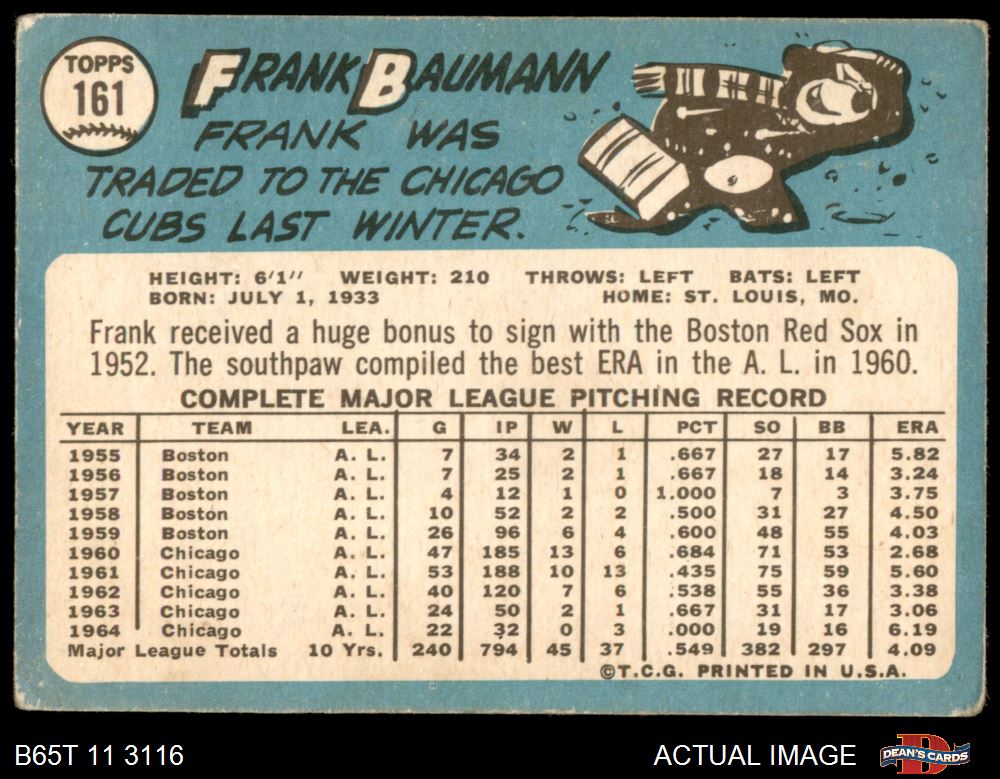 TOPPS
161
FRANK BAUMANN
FRANK WAS
TRADED TO THE CHICAGO
CUBS LAST WINTER.
HEIGHT: 6'1" WEIGHT: 210 THROWS: LEFT BATS: LEFT
BORN: JULY 1, 1933 HOME: ST. LOUIS, MO.
Frank received a huge bonus to sign with the Boston Red Sox in
1952. The southpaw compiled the best ERA in the A. L. in 1960.
COMPLETE MAJOR LEAGUE PITCHING RECORD
YEAR TEAM LEA. G IP W L PCT SO BB ERA
1955 Boston A. L. 7 34 2 1 .667 27 17 5.82
1956 Boston A. L. 7 25 2 1 .667 18 14 3.24
1957 Boston A. L. 4 12 1 0 1.000 7 3 3.75
1958 Boston A. L. 10 52 2 2 .500 31 27 4.50
1959 Boston A. L. 26 96 6 4 .600 48 55 4.03
1960 Chicago A. L. 47 185 13 6 .684 71 53 2.68
1961 Chicago A. L. 53 188 10 13 .435 75 59 5.60
1962 Chicago A. L. 40 120 7 6 .538 55 36 3.38
1963 Chicago A. L. 24 50 2 1 .667 31 17 3.06
1964 Chicago A. L. 22 32 0 3 .000 19 16 6.19
Major League Totals 10 Yrs. 240 794 45 37 .549 382 297 4.09
©T.C.G. PRINTED IN U.S.A.
B65T 11 3116 ACTUAL IMAGE DEAN'S CARDS